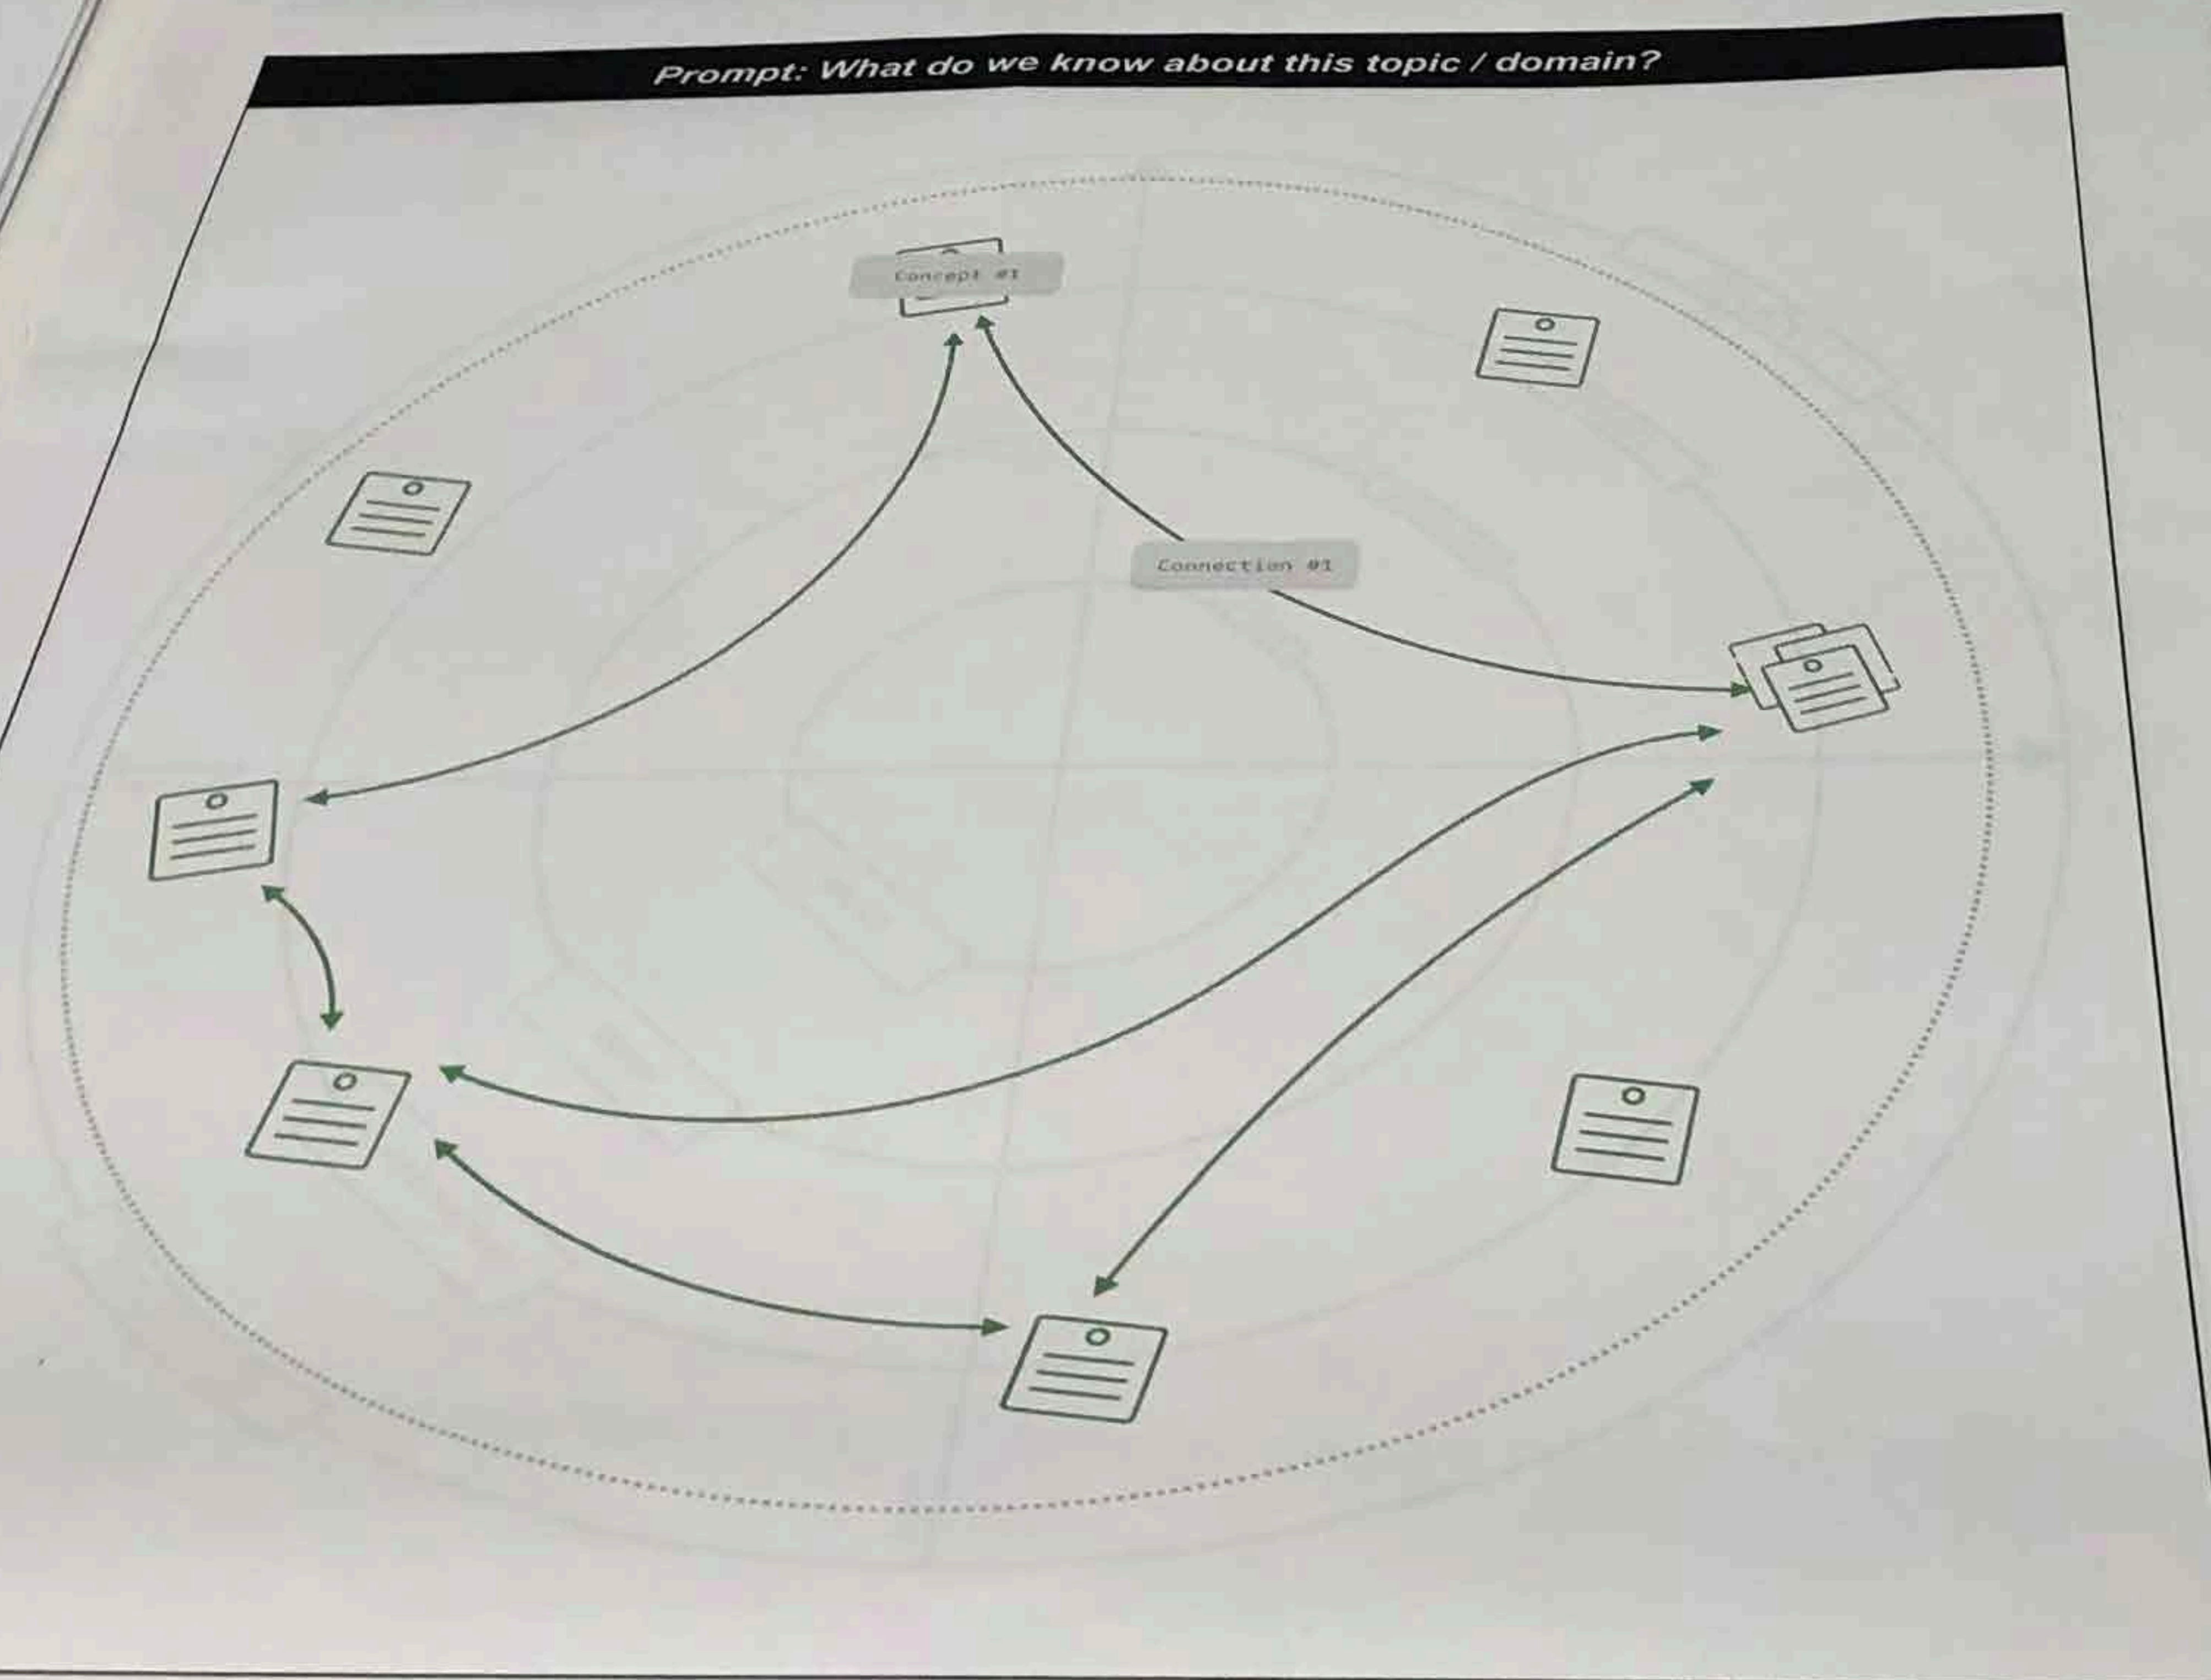 Prompt: What do we know about this topic / domain?
Concept #1
Connection #1